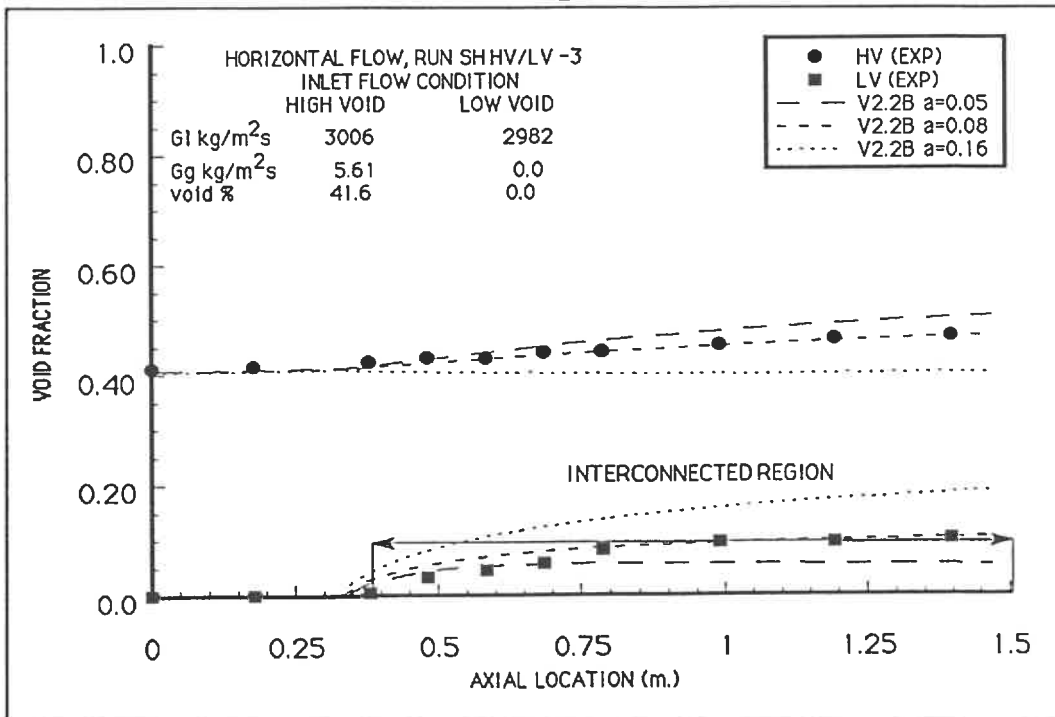 HORIZONTAL FLOW, RUN SH HV/LV -3
INLET FLOW CONDITION
HIGH VOID LOW VOID
Gl kg/m²s 3006 2982
Gg kg/m²s 5.61 0.0
void % 41.6 0.0
HV (EXP)
LV (EXP)
V2.2B a=0.05
V2.2B a=0.08
V2.2B a=0.16
1.0
0.80
0.60
0.40
0.20
0.0
VOID FRACTION
INTERCONNECTED REGION
0 0.25 0.5 0.75 1 1.25 1.5
AXIAL LOCATION (m.)